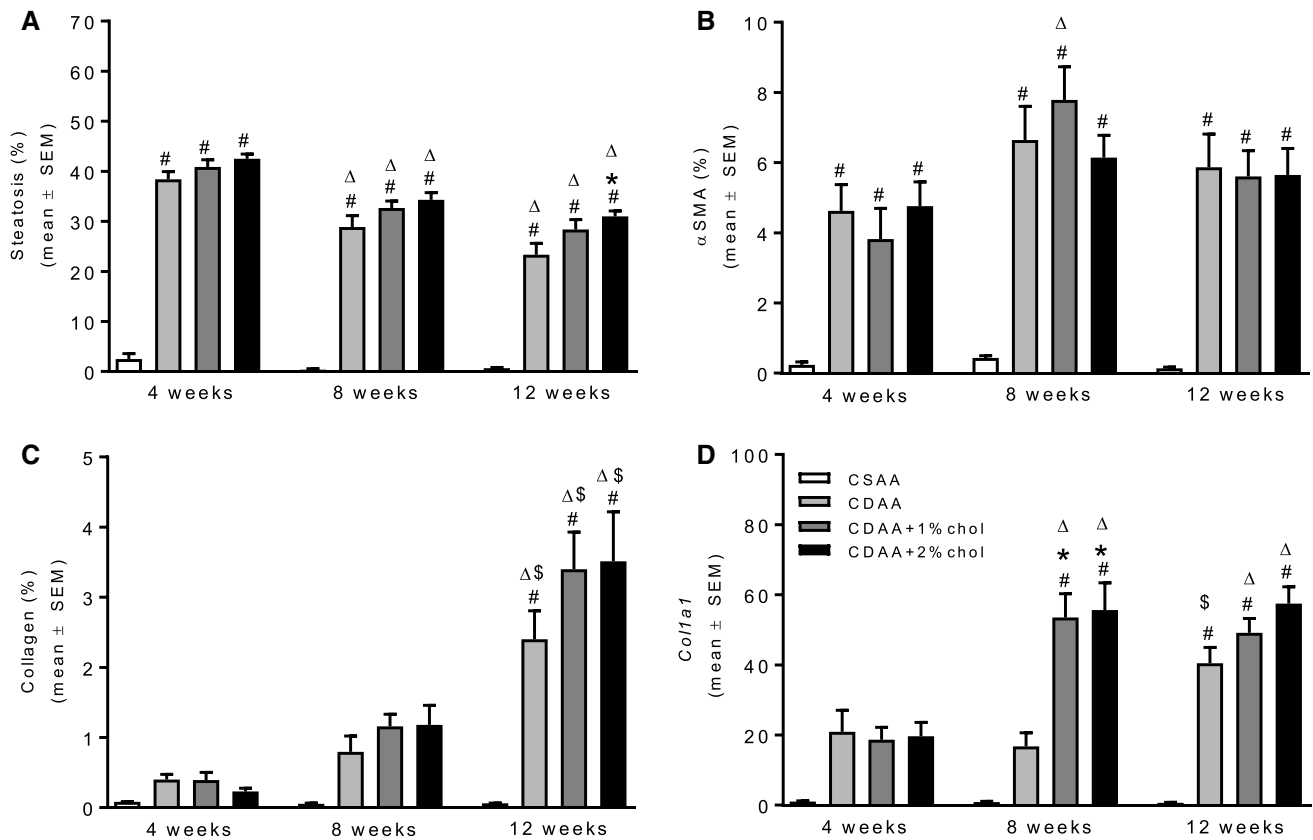 A
Steatosis (%)
(mean ± SEM)
70
60
50
40
30
20
10
0
# # #
Δ Δ Δ
# # #
Δ Δ Δ
# # * #
4 weeks 8 weeks 12 weeks
B
αSMA (%)
(mean ± SEM)
10
8
6
4
2
0
# # #
Δ
# # #
# # #
4 weeks 8 weeks 12 weeks
C
Collagen (%)
(mean ± SEM)
5
4
3
2
1
0
Δ$ Δ$ Δ$
# # #
4 weeks 8 weeks 12 weeks
D
Col1a1
(mean ± SEM)
100
80
60
40
20
0
CSAA
CDAA
CDAA+1% chol
CDAA+2% chol
Δ Δ
* *
# #
$ Δ Δ
# # #
4 weeks 8 weeks 12 weeks